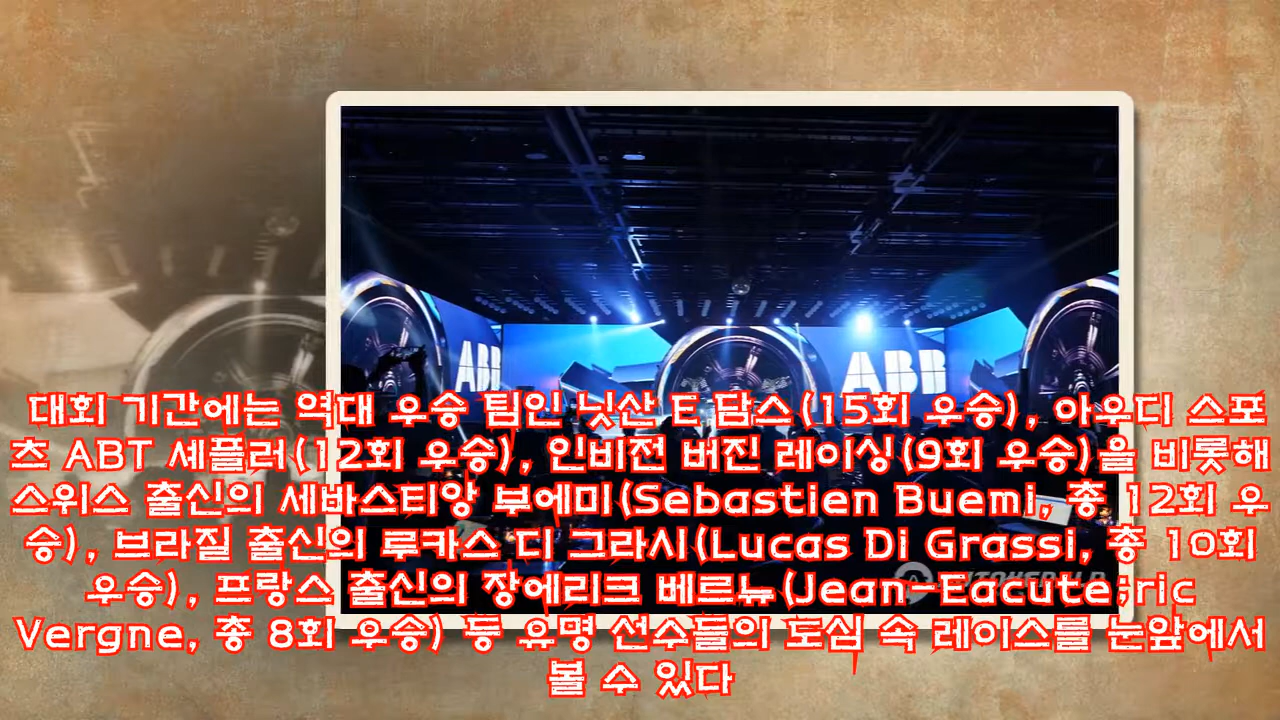 ABB
ABB
대회 기간에는 역대 우승 팀인 닛산 E.담스(15회 우승), 아우디 스포
츠 ABT 셰플러(12회 우승), 인비전 버진 레이싱(9회 우승)을 비롯해
스위스 출신의 세바스티앙 부에미(Sebastien Buemi, 총 12회 우
승), 브라질 출신의 루카스 디 그라시(Lucas Di Grassi, 총 10회
우승), 프랑스 출신의 장에리크 베르뉴(Jean-Eacute;ric
Vergne, 총 8회 우승) 등 유명 선수들의 도심 속 레이스를 눈앞에서
볼 수 있다